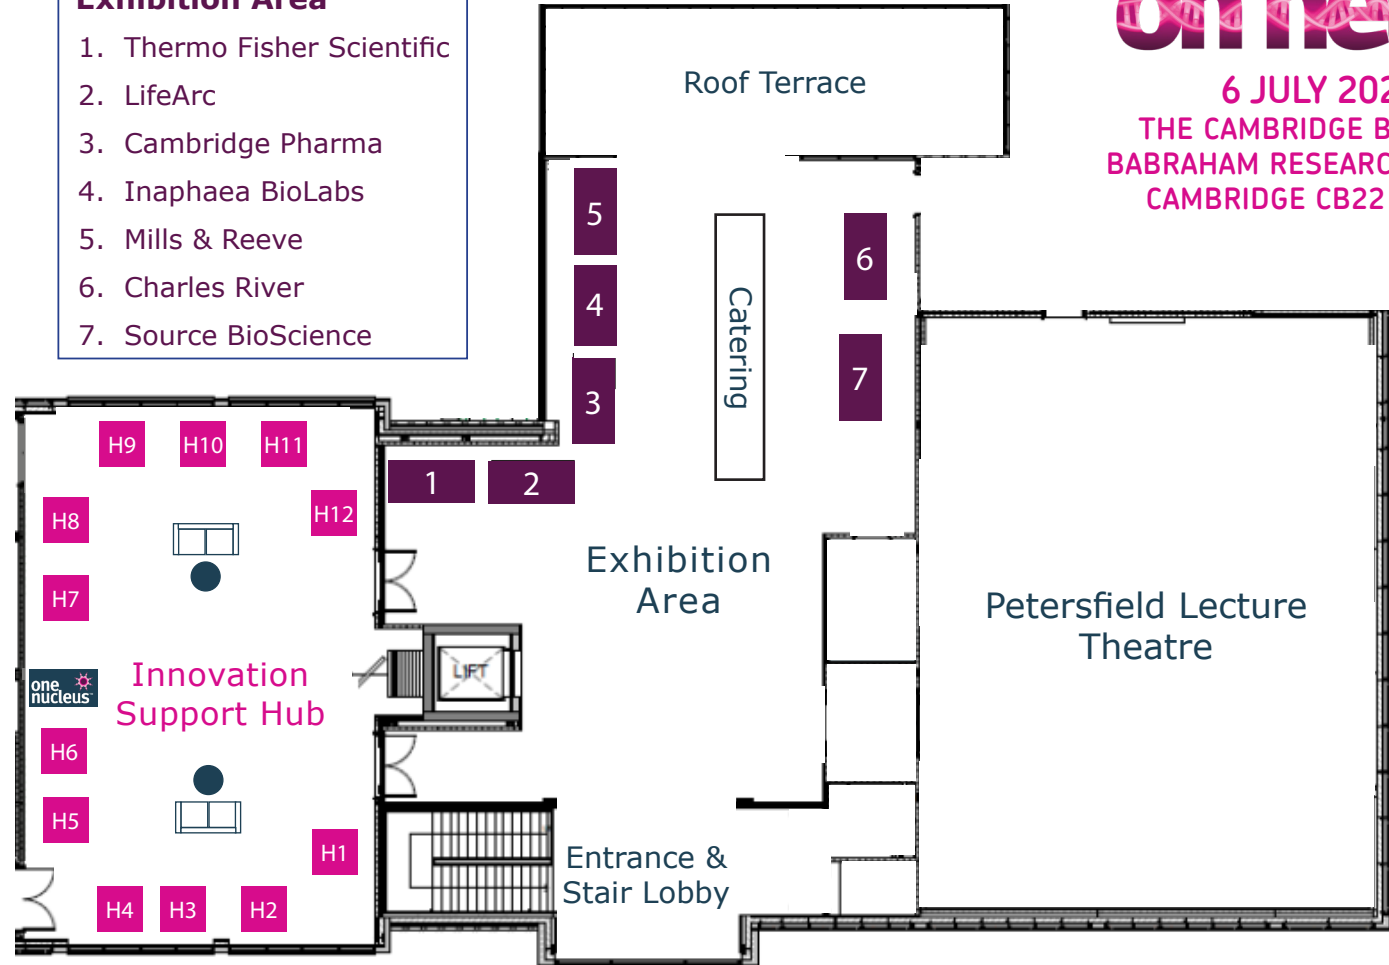 Exhibition Area
1. Thermo Fisher Scientific
2. LifeArc
3. Cambridge Pharma
4. Inaphaea BioLabs
5. Mills & Reeve
6. Charles River
7. Source BioScience
6 JULY 202
THE CAMBRIDGE B
BABRAHAM RESEARC
CAMBRIDGE CB22
Roof Terrace
5
4
3
6
7
Catering
1
2
H9
H10
H11
H8
H12
H7
one
nucleus
Innovation
Support Hub
H6
H5
H1
H4
H3
H2
LIFT
Exhibition
Area
Petersfield Lecture
Theatre
Entrance &
Stair Lobby